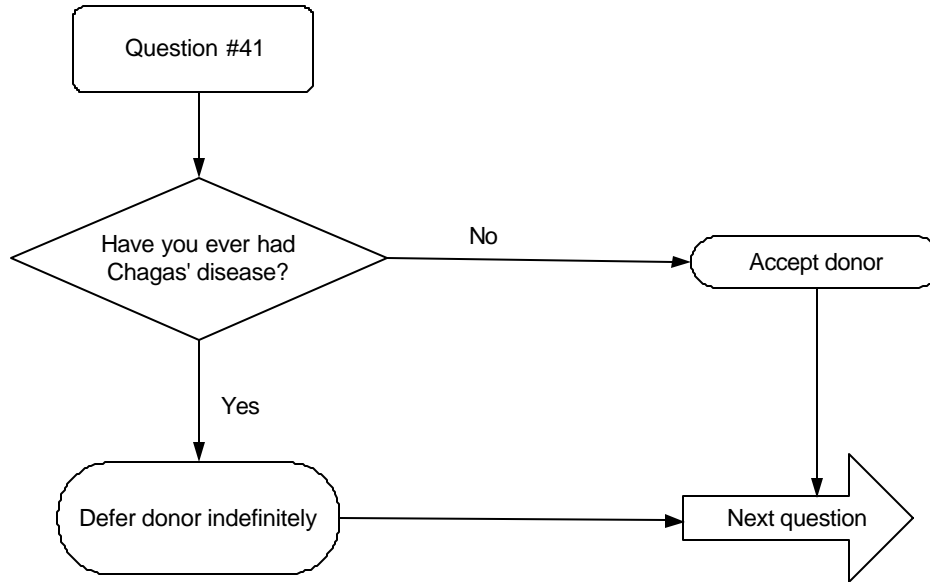 Question #41
Have you ever had
Chagas' disease?
No
Accept donor
Yes
Defer donor indefinitely
Next question